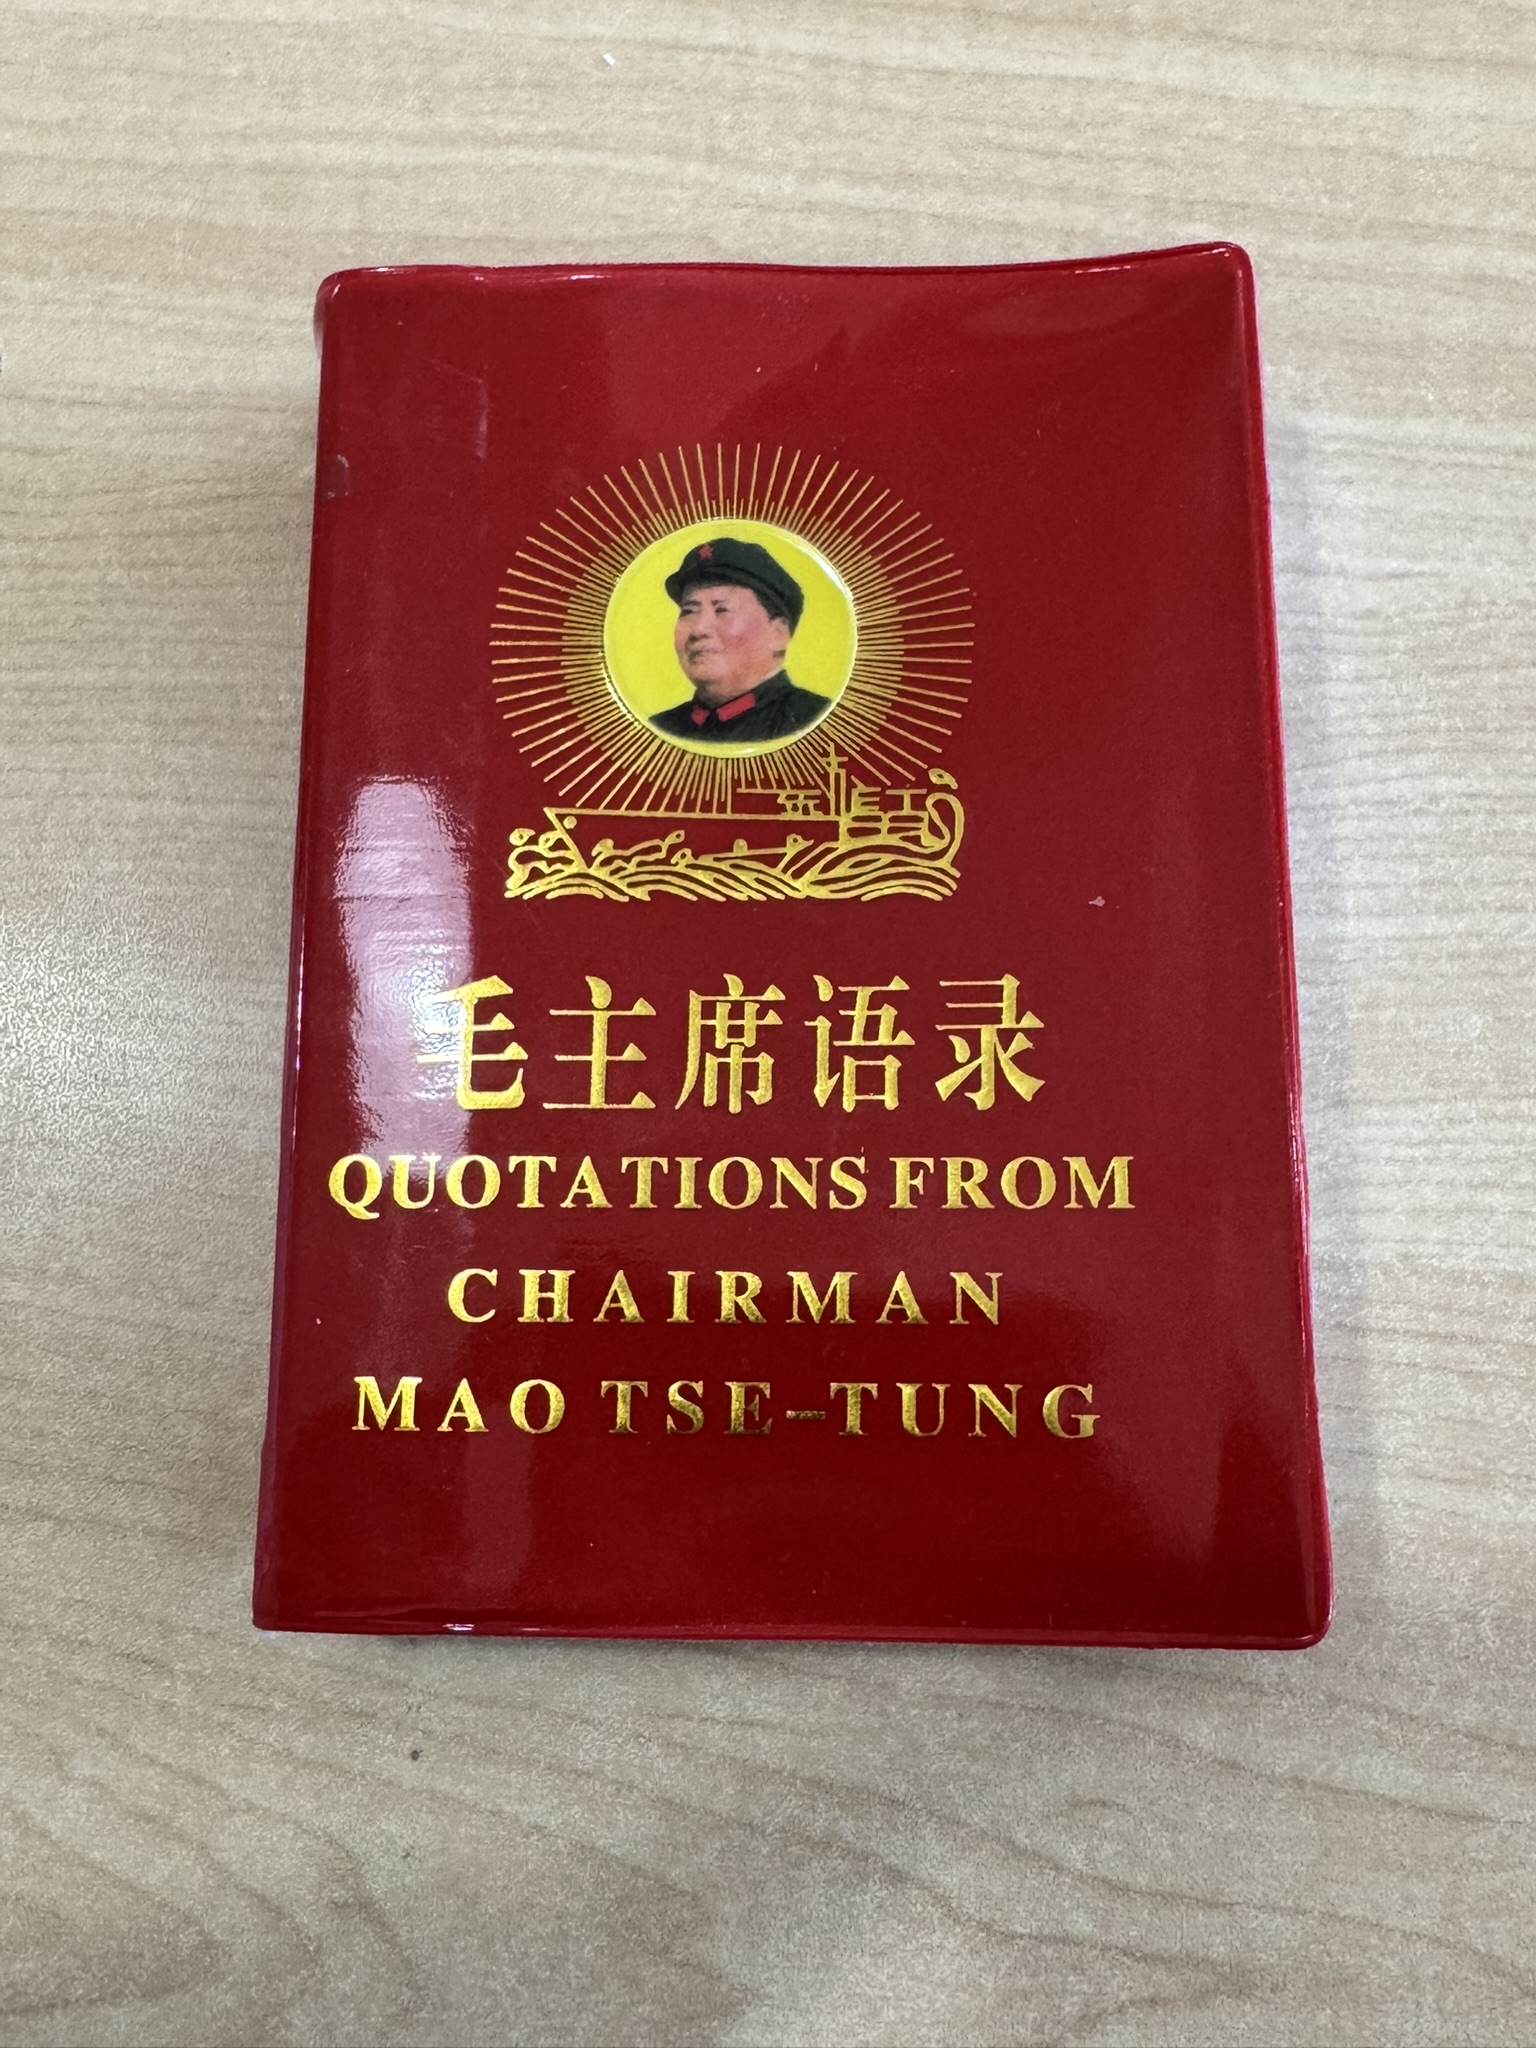 毛主席语录
QUOTATIONS FROM
CHAIRMAN
MAO TSE-TUNG